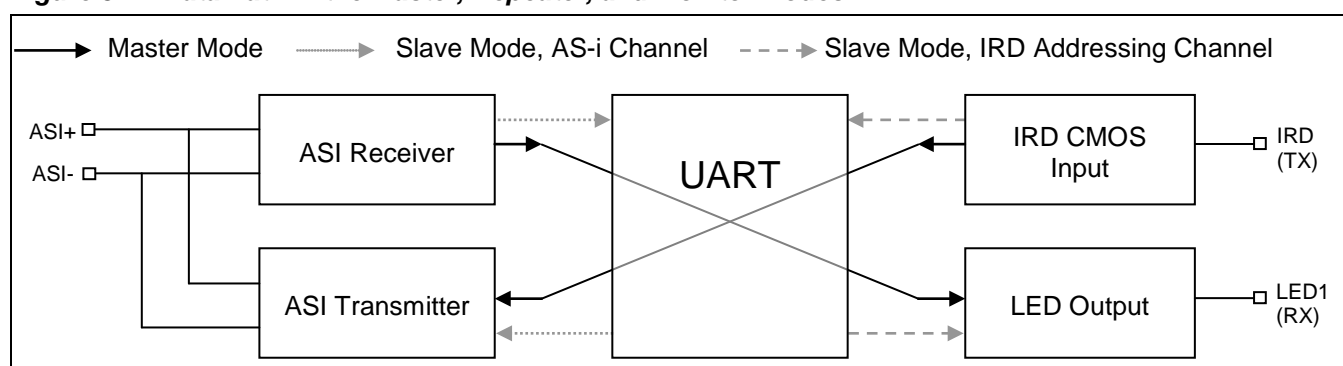 Master Mode
Slave Mode, AS-i Channel
Slave Mode, IRD Addressing Channel
ASI+
ASI-
ASI Receiver
UART
IRD CMOS
Input
IRD
(TX)
ASI Transmitter
LED Output
LED1
(RX)